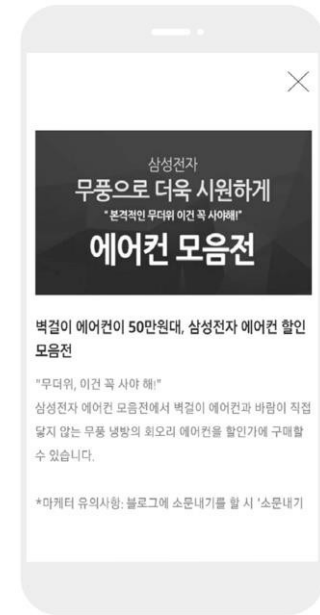 삼성전자
무풍으로 더욱 시원하게
"본격적인 무더위 이건 꼭 사야해!"
에어컨 모음전
벽걸이 에어컨이 50만원대, 삼성전자 에어컨 할인
모음전
"무더위, 이건 꼭 사야 해!"
삼성전자 에어컨 모음전에서 벽걸이 에어컨과 바람이 직접
닿지 않는 무풍 냉방의 회오리 에어컨을 할인가에 구매할
수 있습니다.
*마케터 유의사항: 블로그에 소문내기를 할 시 '소문내기